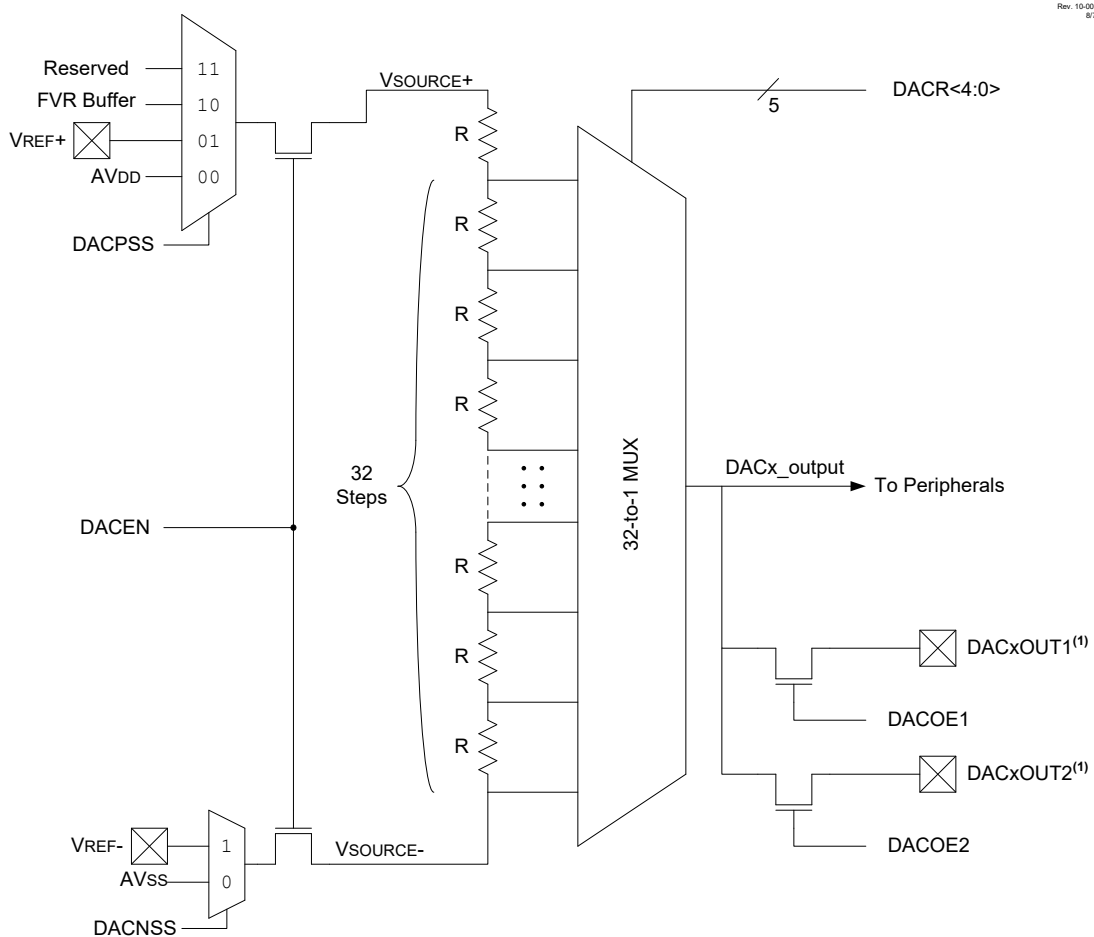 Rev. 10-00
8/7
Reserved
11
FVR Buffer
10
VREF+
01
AVDD
00
DACPSS
VSOURCE+
R
R
R
R
DACR<4:0>
5
32
Steps
32-to-1 MUX
DACx_output
To Peripherals
DACEN
R
R
R
DACxOUT1(1)
DACOE1
DACxOUT2(1)
DACOE2
VREF-
1
AVSS
0
VSOURCE-
DACNSS